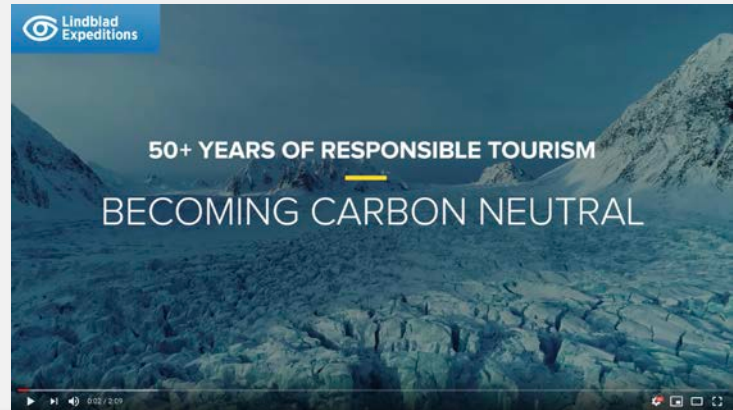 Lindblad
Expeditions
50+ YEARS OF RESPONSIBLE TOURISM
BECOMING CARBON NEUTRAL
0:02 / 2:09